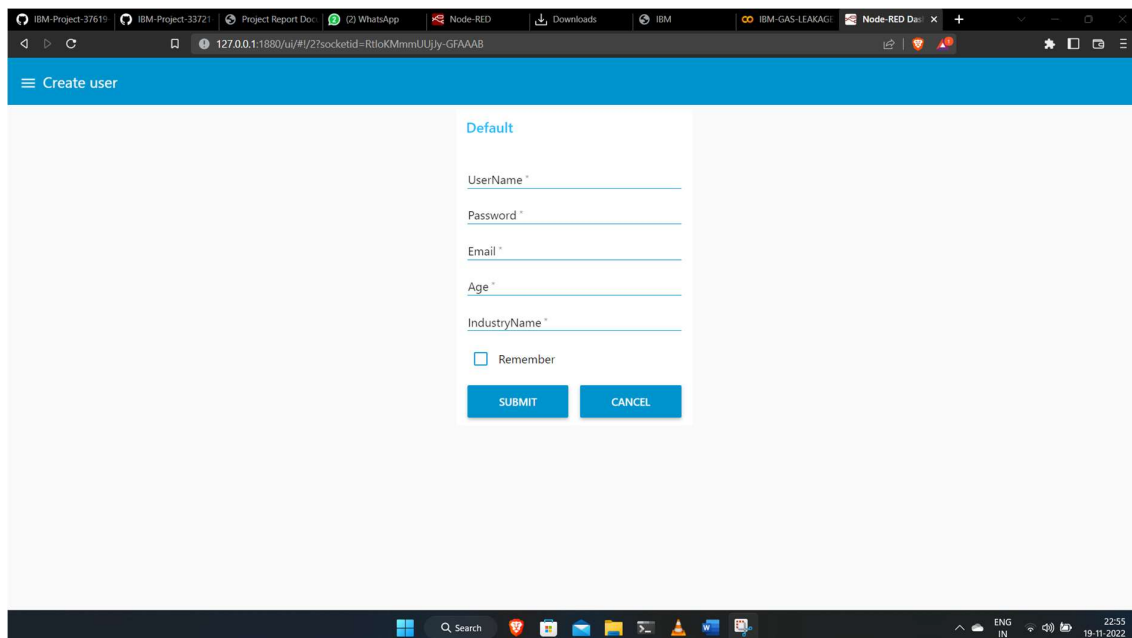 IBM-Project-37619- IBM-Project-33721- Project Report Doc (2) WhatsApp Node-RED Downloads IBM IBM-GAS-LEAKAGE Node-RED Das
127.0.0.1:1880/ui/#!/2?socketid=RtIoKMmmUUjJy-GFAAAB
Create user
Default
UserName *
Password *
Email *
Age *
IndustryName *
Remember
SUBMIT CANCEL
Search ENG 22:55
IN 19-11-2022